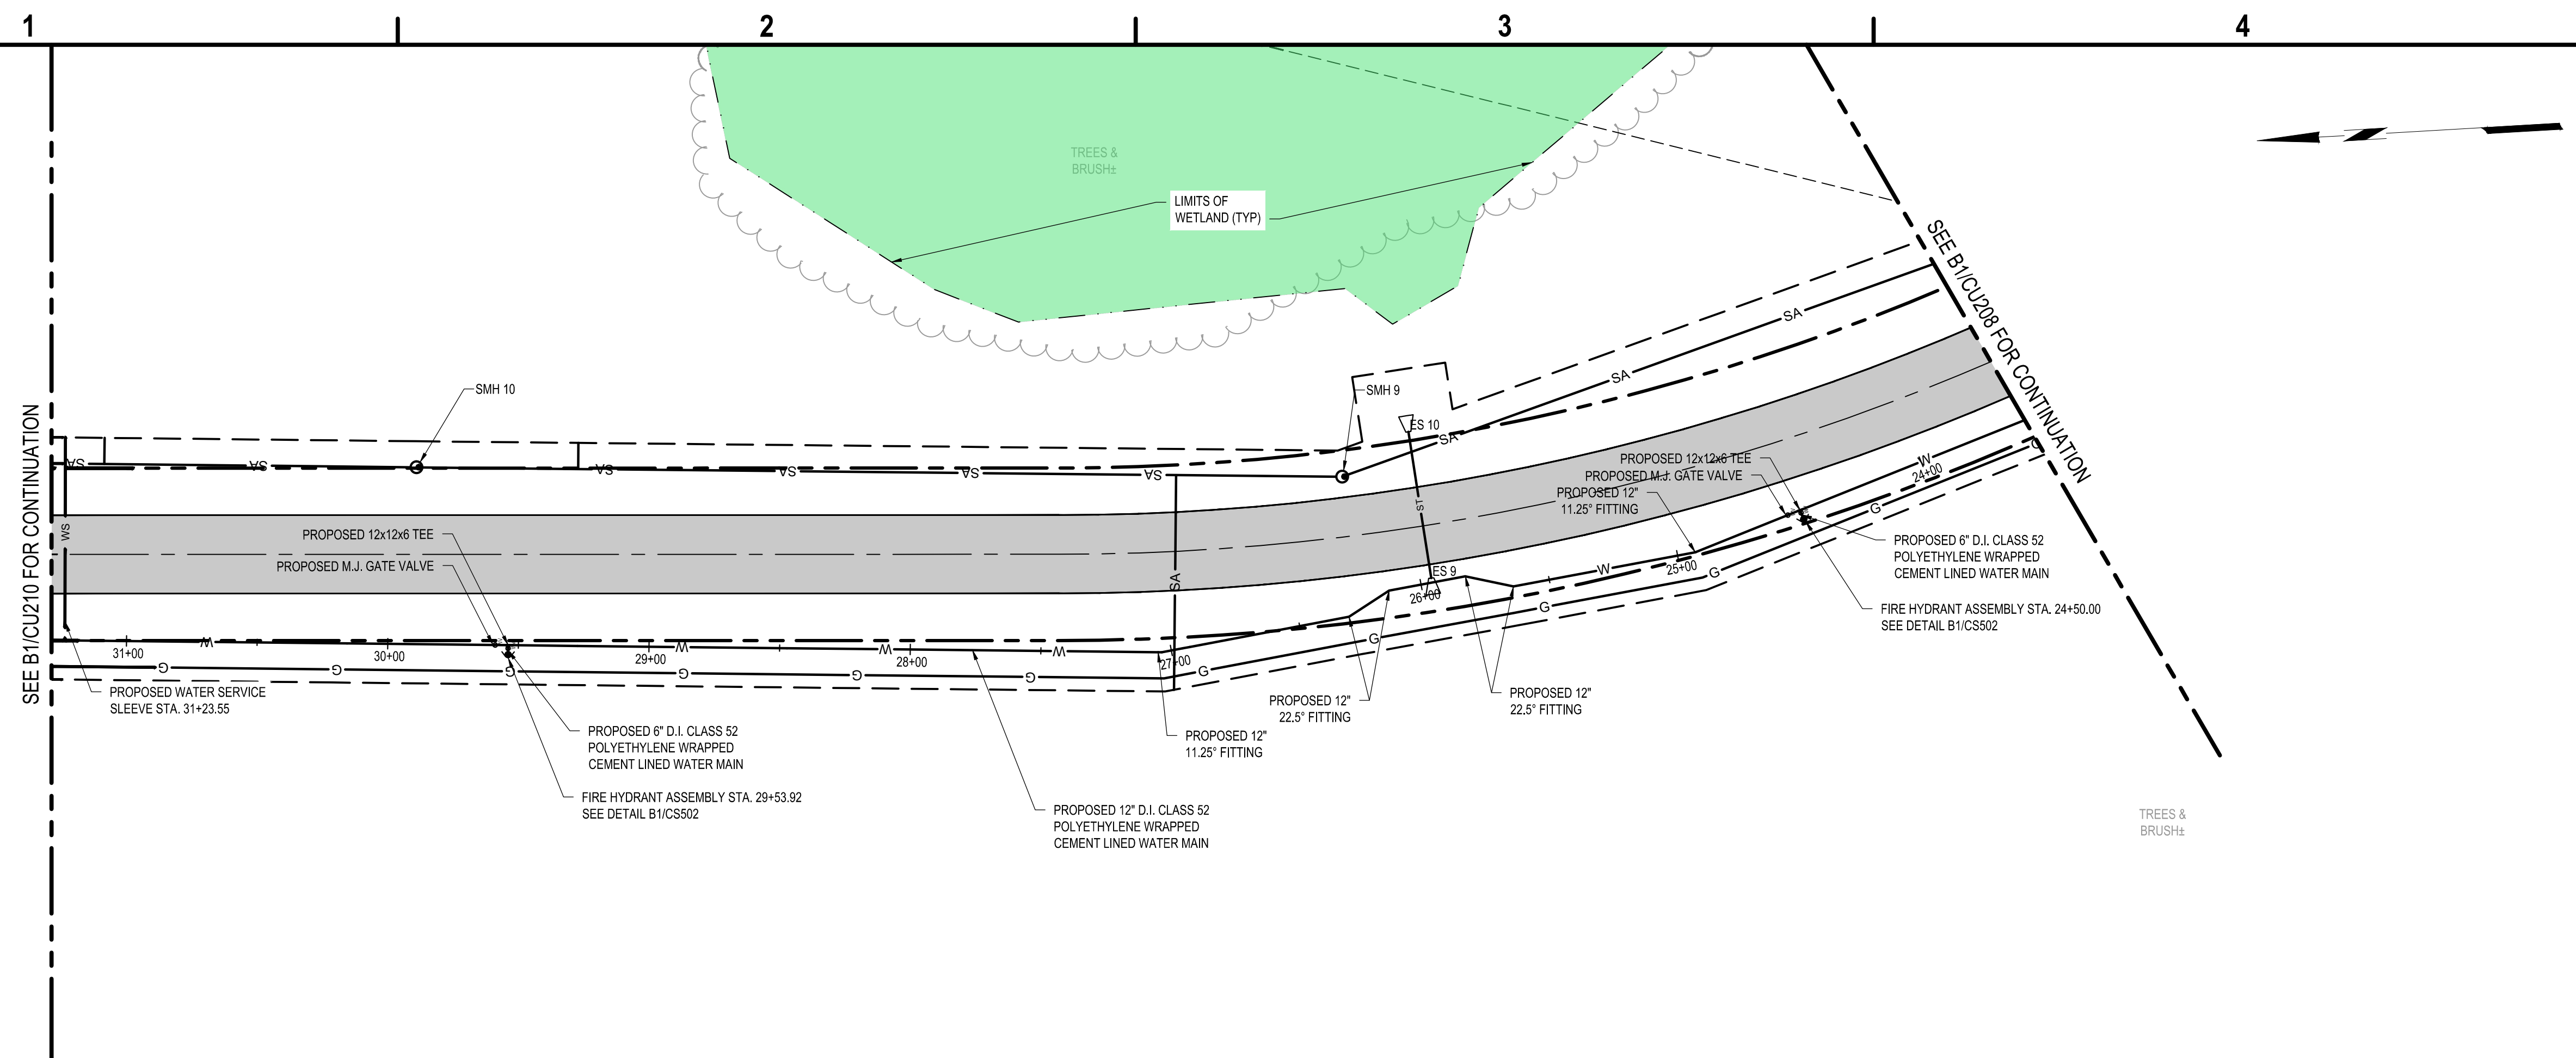 1
2
3
4
TREES &
BRUSH±
LIMITS OF
WETLAND (TYP)
SEE B1/CU208 FOR CONTINUATION
SEE B1/CU210 FOR CONTINUATION
SMH 10
SMH 9
ES 10
SA
SA
SA
SA
SA
SA
SA
SA
SA
SA
SA
WS
ST
ES 9
PROPOSED 12x12x6 TEE
PROPOSED M.J. GATE VALVE
PROPOSED 12x12x6 TEE
PROPOSED M.J. GATE VALVE
PROPOSED 12"
11.25° FITTING
W
24+00
G
G
PROPOSED 6" D.I. CLASS 52
POLYETHYLENE WRAPPED
CEMENT LINED WATER MAIN
FIRE HYDRANT ASSEMBLY STA. 24+50.00
SEE DETAIL B1/CS502
W
25+00
G
26+00
G
G
G
27+00
31+00
W
30+00
29+00
W
28+00
W
W
G
G
G
G
G
G
PROPOSED WATER SERVICE
SLEEVE STA. 31+23.55
PROPOSED 12"
22.5° FITTING
PROPOSED 12"
22.5° FITTING
PROPOSED 12"
11.25° FITTING
PROPOSED 6" D.I. CLASS 52
POLYETHYLENE WRAPPED
CEMENT LINED WATER MAIN
FIRE HYDRANT ASSEMBLY STA. 29+53.92
SEE DETAIL B1/CS502
PROPOSED 12" D.I. CLASS 52
POLYETHYLENE WRAPPED
CEMENT LINED WATER MAIN
TREES &
BRUSH±